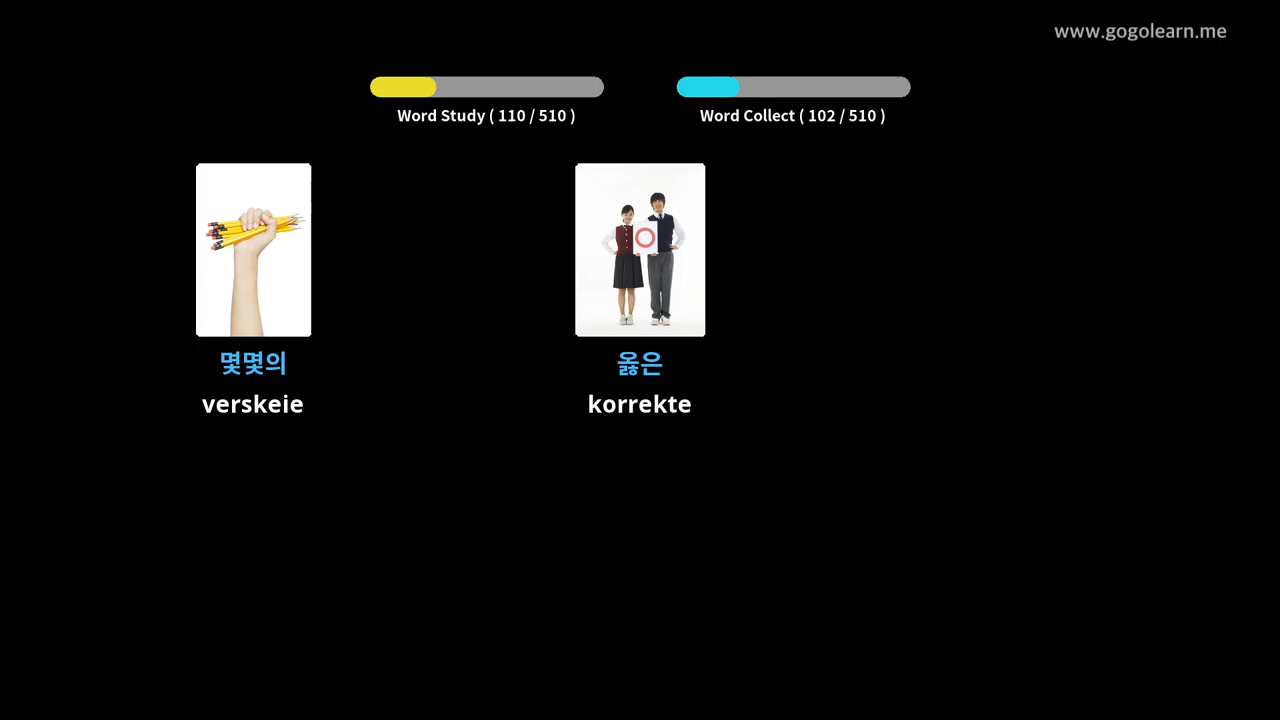 www.gogolearn.me
Word Study ( 110 / 510 )
Word Collect ( 102 / 510 )
몇몇의
verskeie
옳은
korrekte